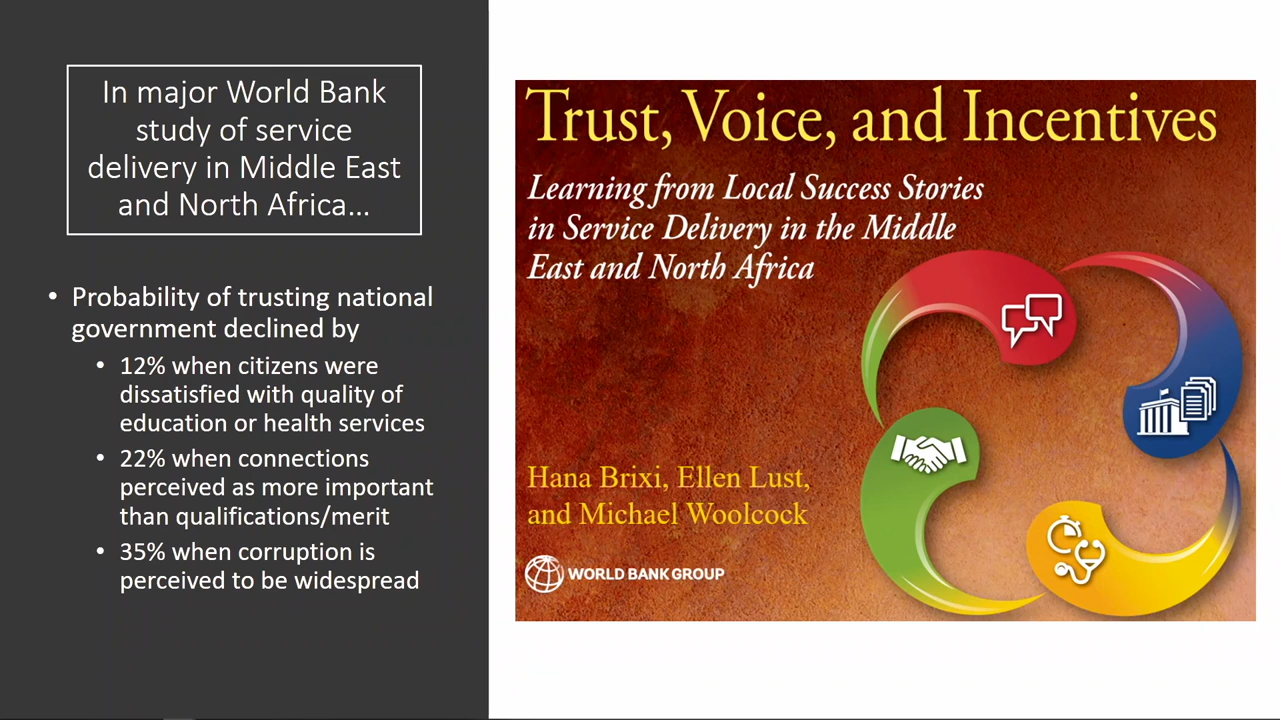 In major World Bank
study of service
delivery in Middle East
and North Africa…
• Probability of trusting national
government declined by
• 12% when citizens were
dissatisfied with quality of
education or health services
• 22% when connections
perceived as more important
than qualifications/merit
• 35% when corruption is
perceived to be widespread
Trust, Voice, and Incentives
Learning from Local Success Stories
in Service Delivery in the Middle
East and North Africa
Hana Brixi, Ellen Lust,
and Michael Woolcock
WORLD BANK GROUP